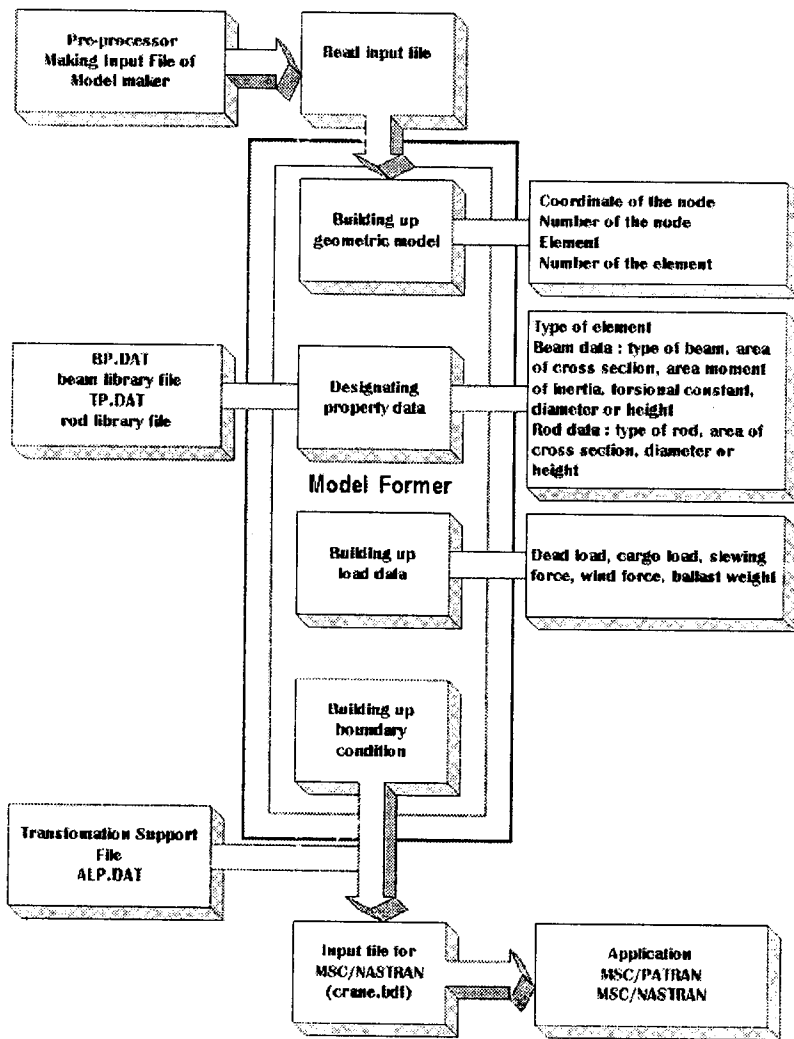 Pre-processor
Making Input File of
Model maker
Read input file
Building up
geometric model
Coordinate of the node
Number of the node
Element
Number of the element
BP.DAT
beam library file
TP.DAT
rod library file
Designating
property data
Type of element
Beam data : type of beam, area
of cross section, area moment
of inertia, torsional constant,
diameter or height
Rod data : type of rod, area of
cross section, diameter or
height
Model Former
Building up
load data
Dead load, cargo load, slewing
force, wind force, ballast weight
Building up
boundary
condition
Transfomation Support
File
ALP.DAT
Input file for
MSC/NASTRAN
(crane.bdf)
Application
MSC/PATRAN
MSC/NASTRAN